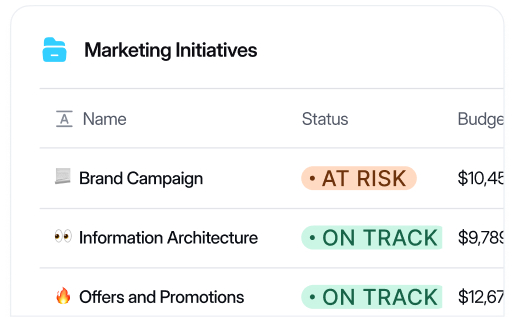 Marketing Initiatives
Name Status Budge
Brand Campaign • AT RISK $10,45
Information Architecture • ON TRACK $9,789
Offers and Promotions • ON TRACK $12,67